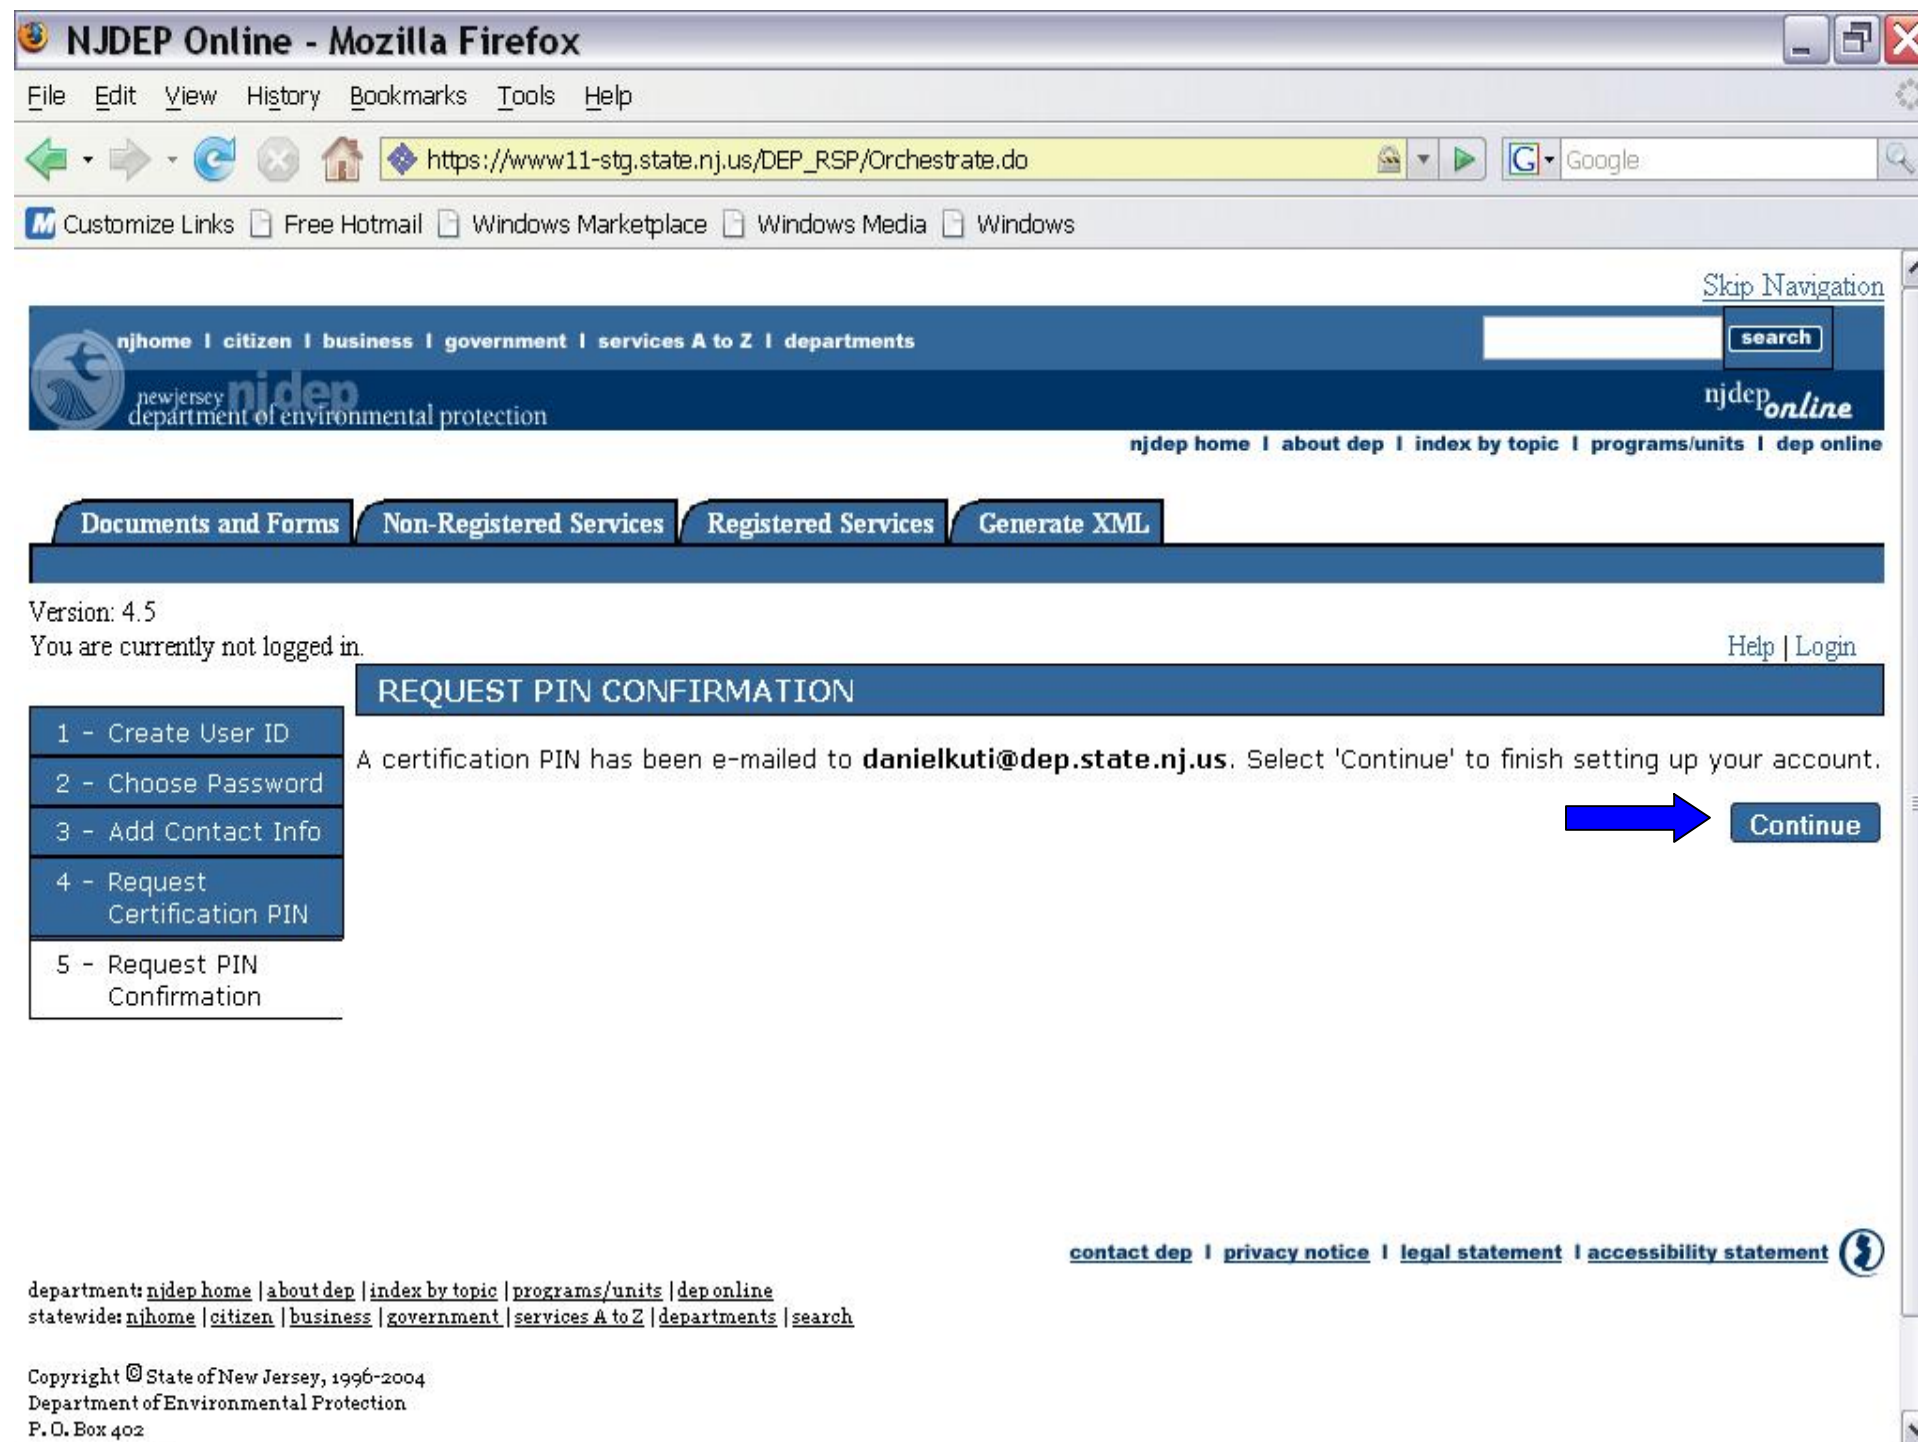 NJDEP Online - Mozilla Firefox
File Edit View History Bookmarks Tools Help
https://www11-stg.state.nj.us/DEP_RSP/Orchestrate.do G Google
Customize Links Free Hotmail Windows Marketplace Windows Media Windows
Skip Navigation
njhome | citizen | business | government | services A to Z | departments search
newjersey njdep
department of environmental protection
njdeponline
njdep home | about dep | index by topic | programs/units | dep online
Documents and Forms Non-Registered Services Registered Services Generate XML
Version: 4.5
You are currently not logged in. Help | Login
REQUEST PIN CONFIRMATION
1 - Create User ID
2 - Choose Password
3 - Add Contact Info
4 - Request
Certification PIN
5 - Request PIN
Confirmation
A certification PIN has been e-mailed to danielkuti@dep.state.nj.us. Select 'Continue' to finish setting up your account.
Continue
contact dep | privacy notice | legal statement | accessibility statement
department: njdep home | about dep | index by topic | programs/units | dep online
statewide: njhome | citizen | business | government | services A to Z | departments | search
Copyright © State of New Jersey, 1996-2004
Department of Environmental Protection
P. O. Box 402